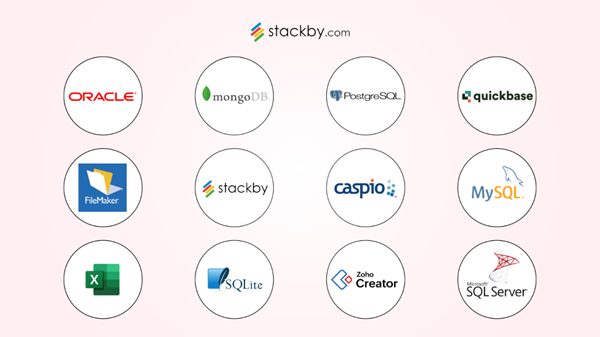 stackby.com
ORACLE
mongoDB
PostgreSQL
quickbase
FileMaker
stackby
caspio
MySQL
X
SQLite
Zoho
Creator
Microsoft
SQL Server